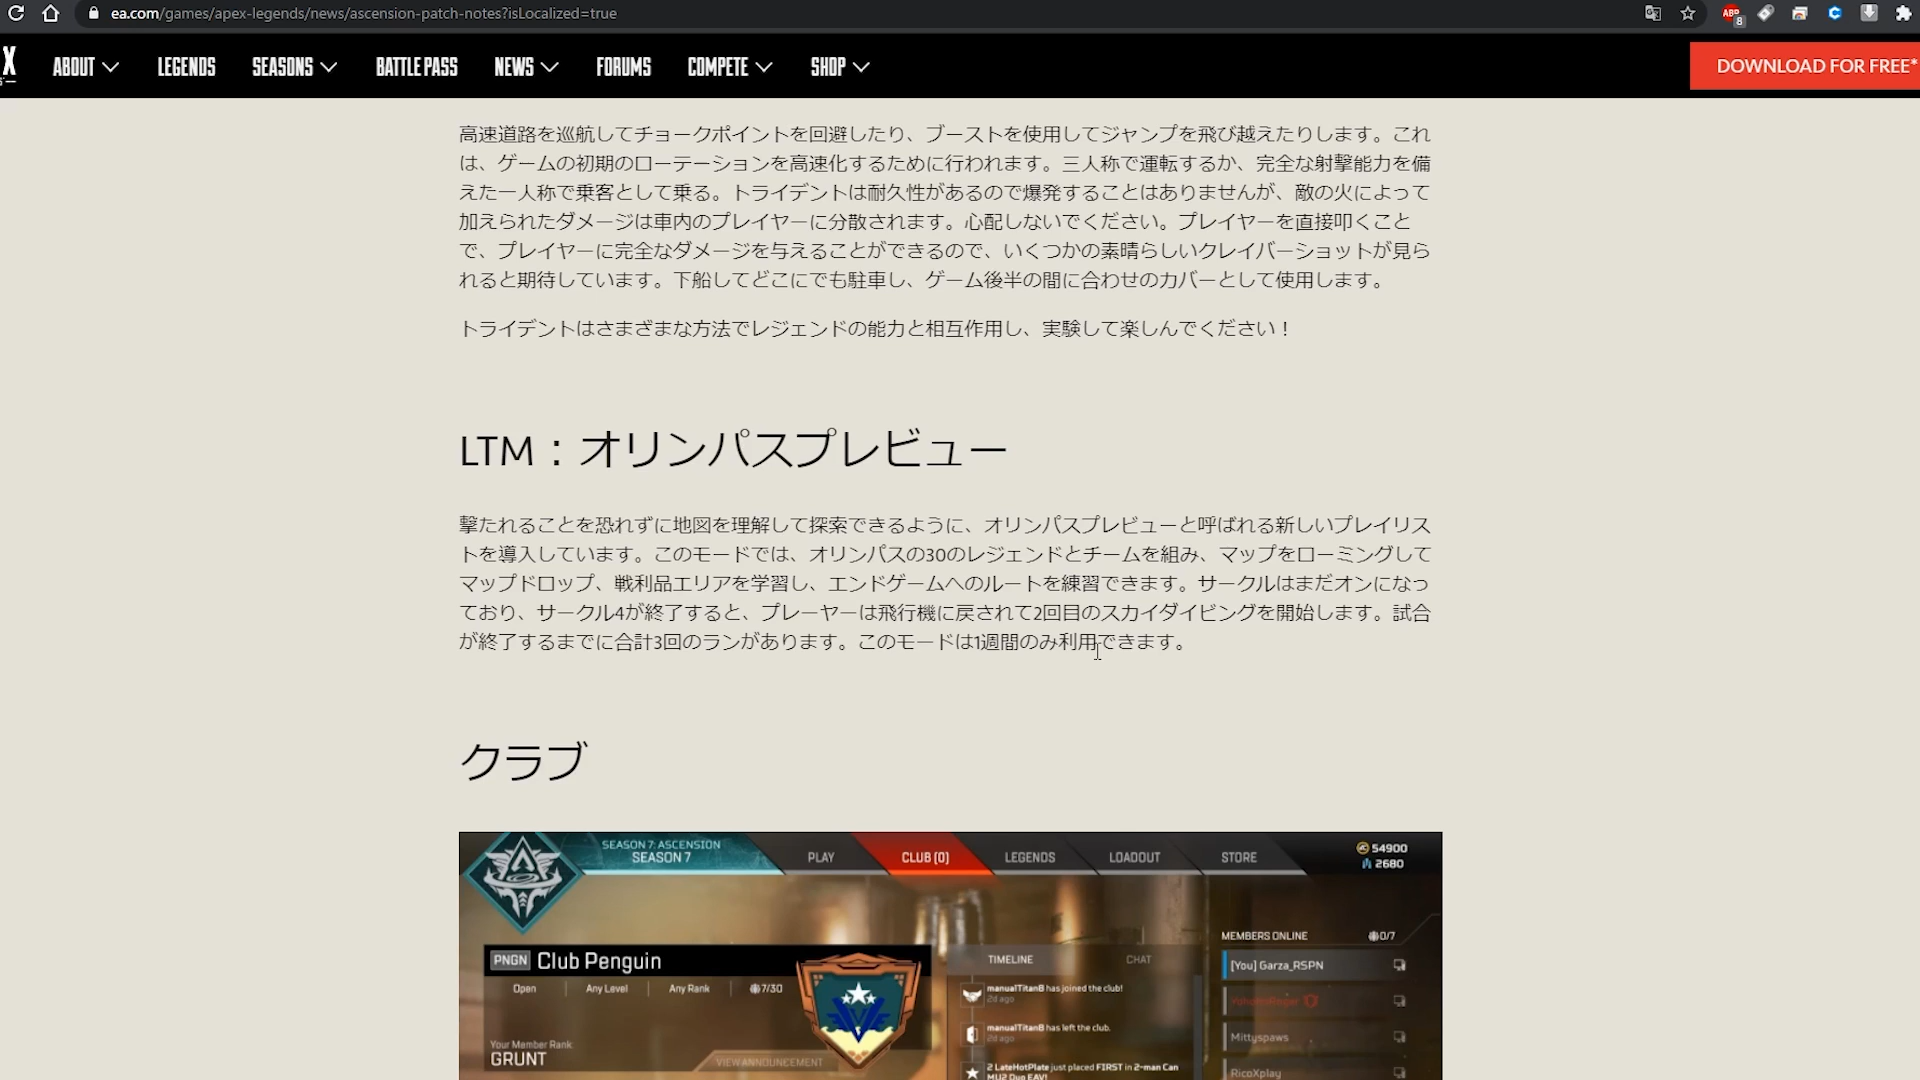 ea.com/games/apex-legends/news/ascension-patch-notes?isLocalized=true
ABP
8
X
ABOUT
LEGENDS
SEASONS
BATTLE PASS
NEWS
FORUMS
COMPETE
SHOP
DOWNLOAD FOR FREE*
高速道路を巡航してチョークポイントを回避したり、ブーストを使用してジャンプを飛び越えたりします。これ
は、ゲームの初期のローテーションを高速化するために行われます。三人称で運転するか、完全な射撃能力を備
えた一人称で乗客として乗る。トライデントは耐久性があるので爆発することはありませんが、敵の火によって
加えられたダメージは車内のプレイヤーに分散されます。心配しないでください。プレイヤーを直接叩くこと
で、プレイヤーに完全なダメージを与えることができるので、いくつかの素晴らしいクレイバーショットが見ら
れると期待しています。下船してどこにでも駐車し、ゲーム後半の間に合わせのカバーとして使用します。
トライデントはさまざまな方法でレジェンドの能力と相互作用し、実験して楽しんでください！
LTM：オリンパスプレビュー
撃たれることを恐れずに地図を理解して探索できるように、オリンパスプレビューと呼ばれる新しいプレイリス
トを導入しています。このモードでは、オリンパスの30のレジェンドとチームを組み、マップをローミングして
マップドロップ、戦利品エリアを学習し、エンドゲームへのルートを練習できます。サークルはまだオンになっ
ており、サークル4が終了すると、プレーヤーは飛行機に戻されて2回目のスカイダイビングを開始します。試合
が終了するまでに合計3回のランがあります。このモードは1週間のみ利用できます。
クラブ
SEASON 7: ASCENSION
SEASON 7
PLAY
CLUB (0)
LEGENDS
LOADOUT
STORE
54900
2680
MEMBERS ONLINE
0/7
PNGN Club Penguin
Open
Any Level
Any Rank
7/30
TIMELINE
CHAT
[You] Garza_RSPN
manualTitan8 has joined the club!
2d ago
manualTitan8 has left the club.
2d ago
Mittyspaws
Your Member Rank:
GRUNT
VIEW ANNOUNCEMENT
2 LateHotPlate just placed FIRST in 2-man Can
MU2 Duo EAV!
RicoXplay